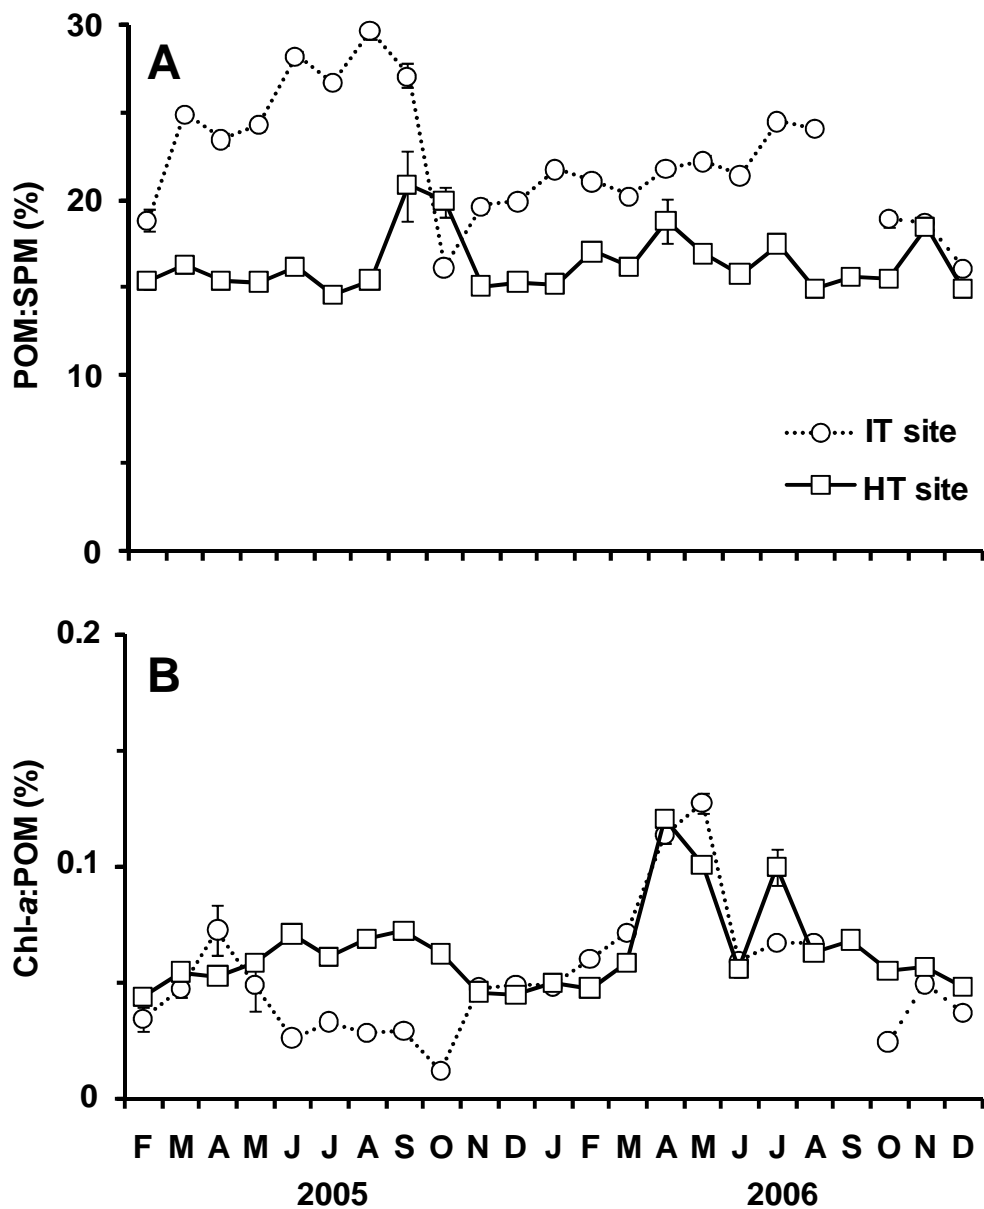 30
A
20
POM:SPM (%)
10
IT site
HT site
0
0.2
B
Chl-a:POM (%)
0.1
0
F M A M J J A S O N D J F M A M J J A S O N D
2005 2006